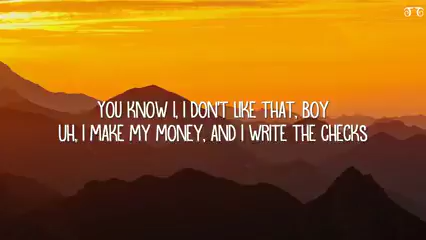 YOU KNOW I, I DON'T LIKE THAT, BOY
UH, I MAKE MY MONEY, AND I WRITE THE CHECKS